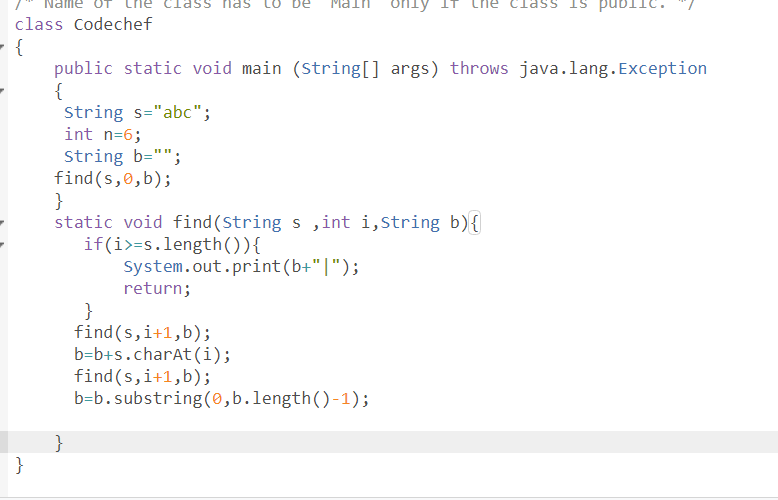 /* Name of the class has to be "Main" only if the class is public. */
class Codechef
{
public static void main (String[] args) throws java.lang.Exception
{
String s="abc";
int n=6;
String b="";
find(s,0,b);
}
static void find(String s ,int i,String b){
if(i>=s.length()){
System.out.print(b+"|");
return;
}
find(s,i+1,b);
b=b+s.charAt(i);
find(s,i+1,b);
b=b.substring(0,b.length()-1);
}
}